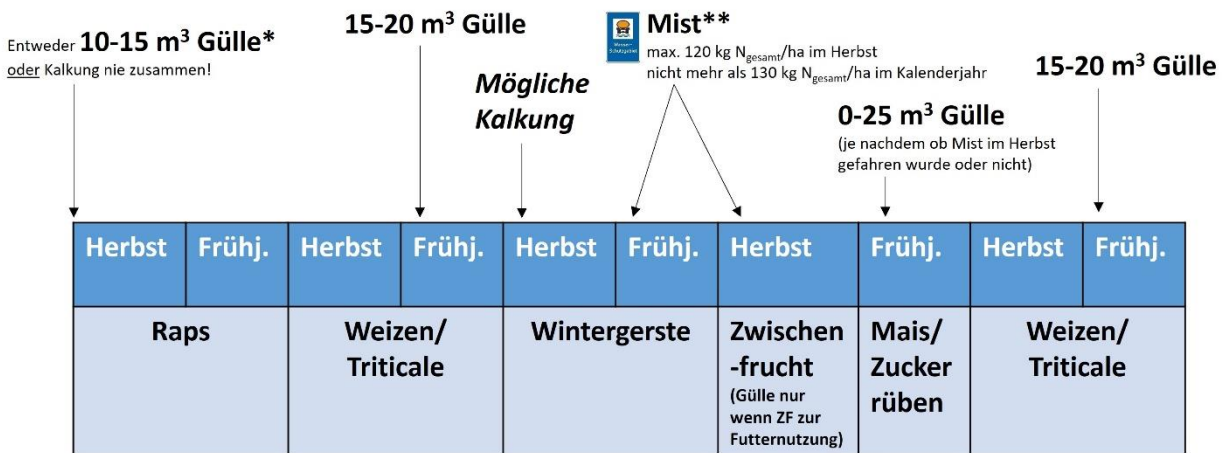 Entweder 10-15 m³ Gülle*
oder Kalkung nie zusammen!
15-20 m³ Gülle
Mögliche
Kalkung
Wasser-
Schutzgebiet
Mist**
max. 120 kg Ngesamt/ha im Herbst
nicht mehr als 130 kg Ngesamt/ha im Kalenderjahr
0-25 m³ Gülle
(je nachdem ob Mist im Herbst
gefahren wurde oder nicht)
15-20 m³ Gülle
Herbst Frühj. Herbst Frühj. Herbst Frühj. Herbst Frühj. Herbst Frühj.
Raps
Weizen/
Triticale
Wintergerste
Zwischen
-frucht
(Gülle nur
wenn ZF zur
Futternutzung)
Mais/
Zucker
rüben
Weizen/
Triticale